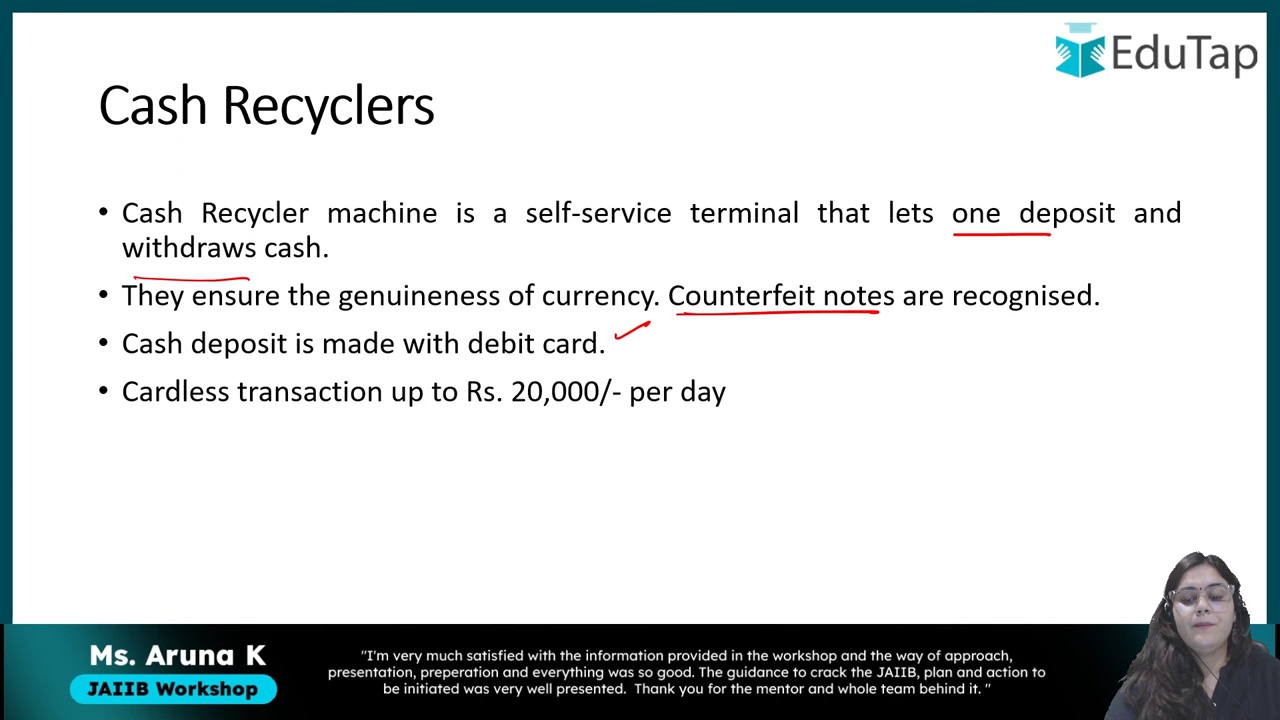 EduTap
Cash Recyclers
• Cash Recycler machine is a self-service terminal that lets one deposit and
withdraws cash.
• They ensure the genuineness of currency. Counterfeit notes are recognised.
• Cash deposit is made with debit card.
• Cardless transaction up to Rs. 20,000/- per day
Ms. Aruna K
JAIIB Workshop
"I'm very much satisfied with the information provided in the workshop and the way of approach,
presentation, preperation and everything was so good. The guidance to crack the JAIIB, plan and action to
be initiated was very well presented. Thank you for the mentor and whole team behind it. "